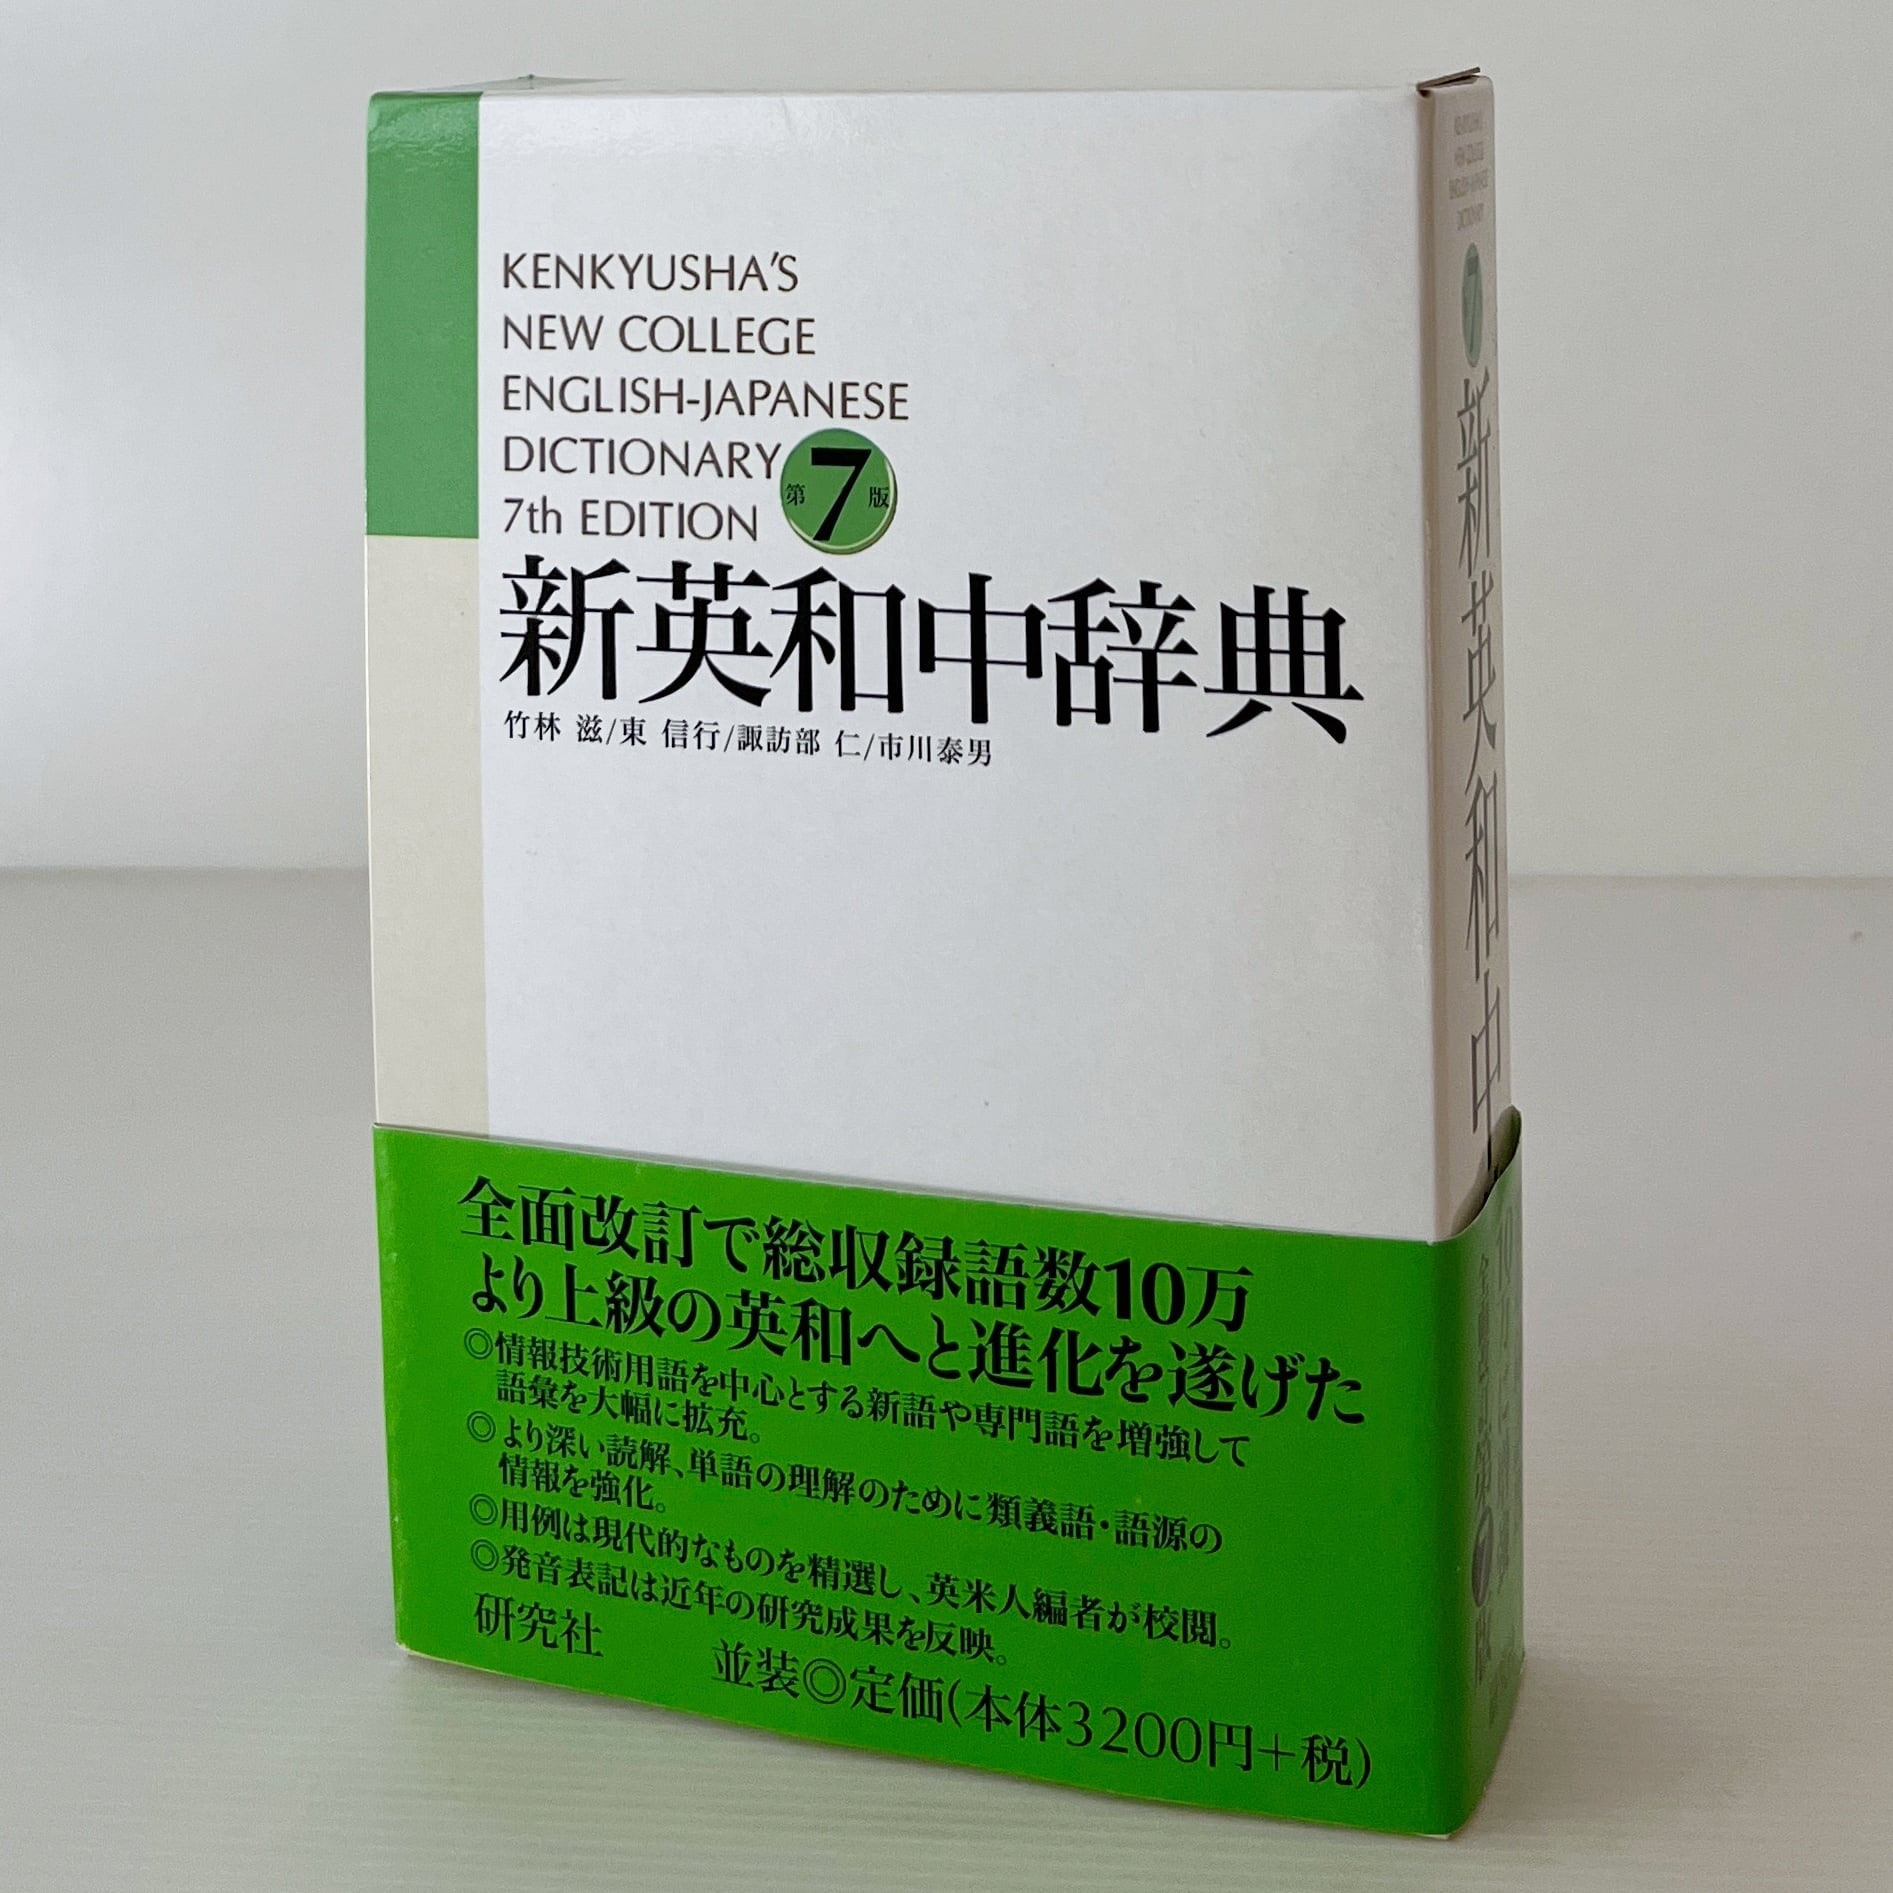 KENKYUSHA'S
NEW COLLEGE
ENGLISH-JAPANESE
DICTIONARY
7th EDITION
第7版
新英和中辞典
竹林 滋/東 信行/諏訪部 仁/市川泰男
全面改訂で総収録語数10万
より上級の英和へと進化を遂げた
◎情報技術用語を中心とする新語や専門語を増強して
語彙を大幅に拡充。
◎より深い読解、単語の理解のために類義語・語源の
情報を強化。
◎用例は現代的なものを精選し、英米人編者が校閲。
◎発音表記は近年の研究成果を反映。
研究社
並装◎定価(本体3200円+税)
KENKYUSHA'S
NEW COLLEGE
ENGLISH-JAPANESE
DICTIONARY
7
新英和中